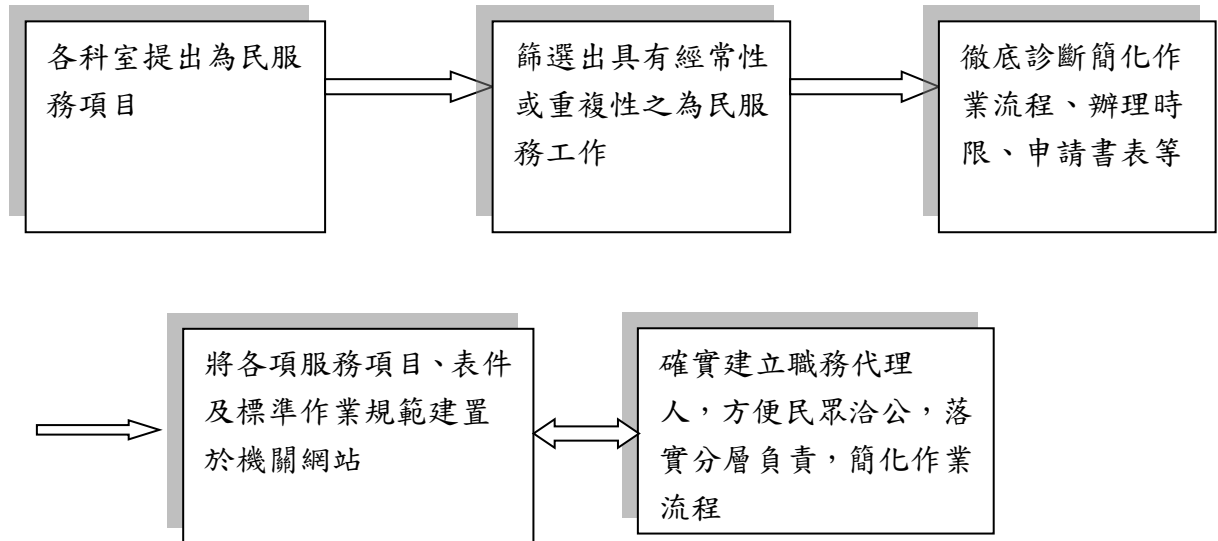 各科室提出為民服
務項目
篩選出具有經常性
或重複性之為民服
務工作
徹底診斷簡化作
業流程、辦理時
限、申請書表等
將各項服務項目、表件
及標準作業規範建置
於機關網站
確實建立職務代理
人，方便民眾洽公，落
實分層負責，簡化作業
流程